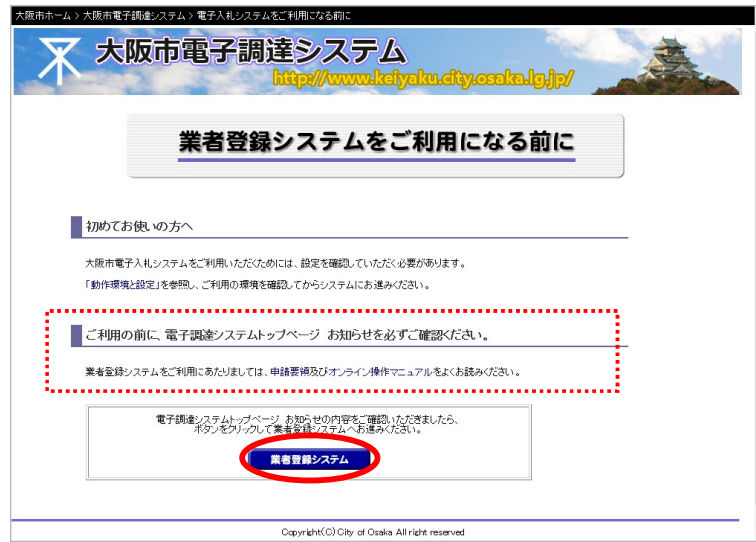 大阪市ホーム > 大阪市電子調達システム > 電子入札システムをご利用になる前に
大阪市電子調達システム
http://www.keiyaku.city.osaka.lg.jp/
業者登録システムをご利用になる前に
初めてお使いの方へ
大阪市電子入札システムをご利用いただくためには、設定を確認していただく必要があります。
「動作環境と設定」を参照し、ご利用の環境を確認してからシステムにお進みください。
ご利用の前に、電子調達システムトップページ お知らせを必ずご確認ください。
業者登録システムをご利用にあたりましては、申請要領及びオンライン操作マニュアルをよくお読みください。
電子調達システムトップページ お知らせの内容をご確認いただきましたら、
ボタンをクリックして業者登録システムへお進みください。
業者登録システム
Copyright(C) City of Osaka All right reserved